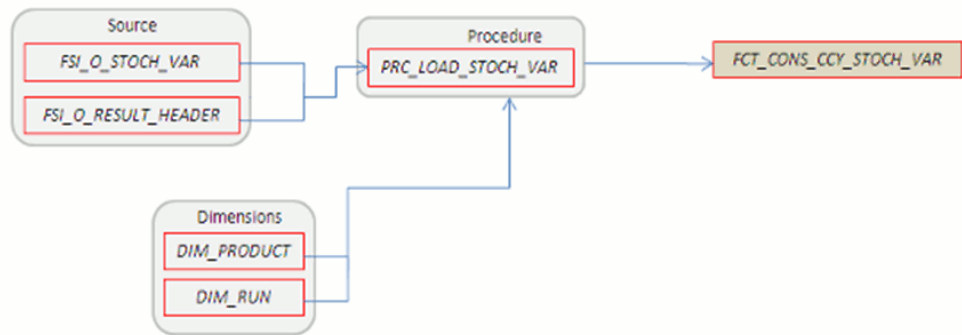 Source
FSI_O_STOCH_VAR
FSI_O_RESULT_HEADER
Procedure
PRC_LOAD_STOCH_VAR
FCT_CONS_CCY_STOCH_VAR
Dimensions
DIM_PRODUCT
DIM_RUN